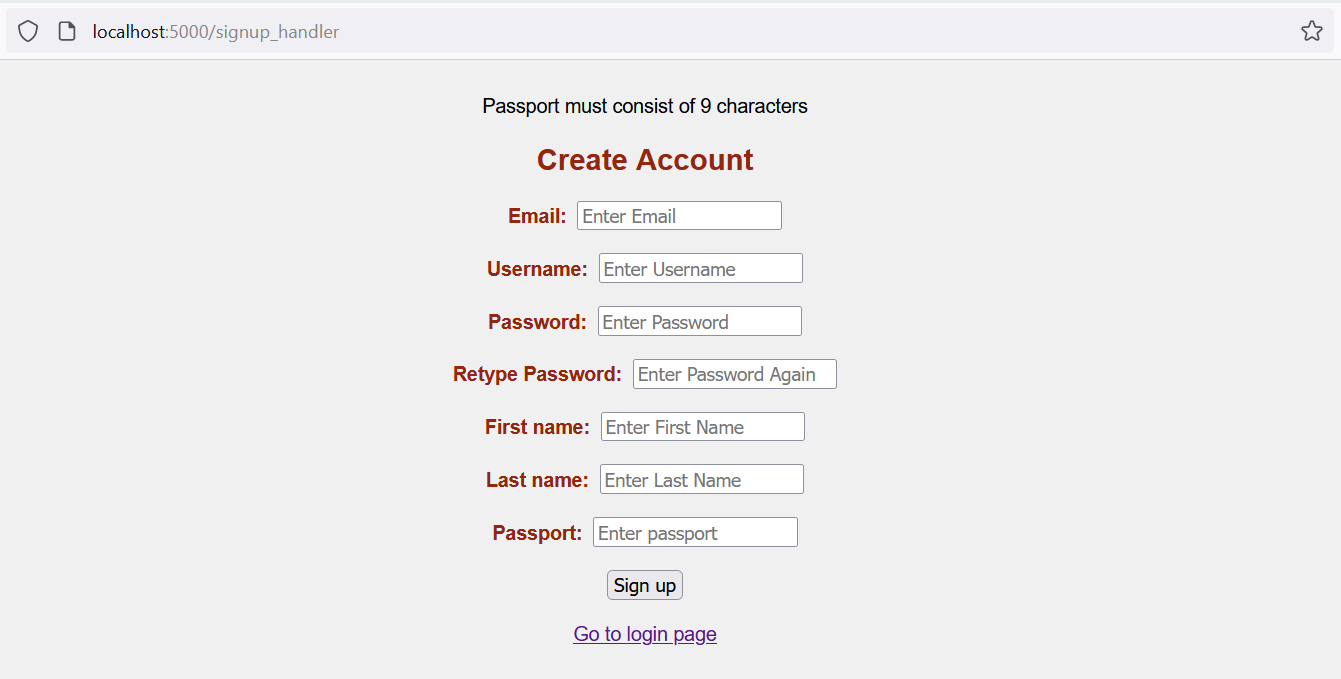 localhost:5000/signup_handler
Passport must consist of 9 characters
Create Account
Email: Enter Email
Username: Enter Username
Password: Enter Password
Retype Password: Enter Password Again
First name: Enter First Name
Last name: Enter Last Name
Passport: Enter passport
Sign up
Go to login page